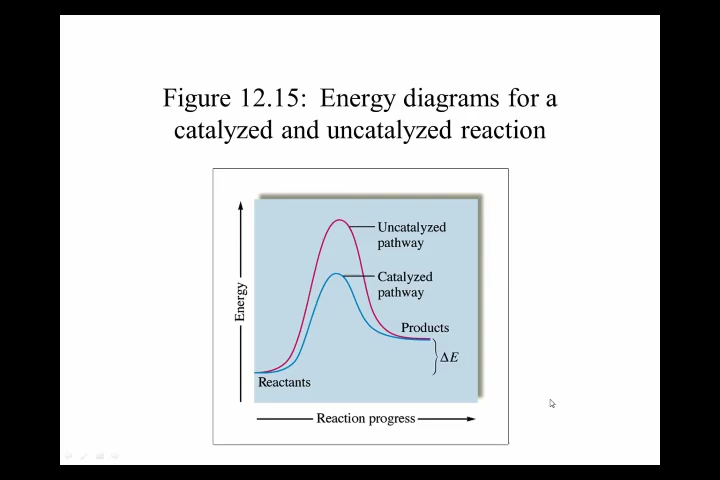 Figure 12.15:  Energy diagrams for a
catalyzed and uncatalyzed reaction
Uncatalyzed
pathway
Catalyzed
pathway
Products
ΔE
Energy
Reactants
Reaction progress